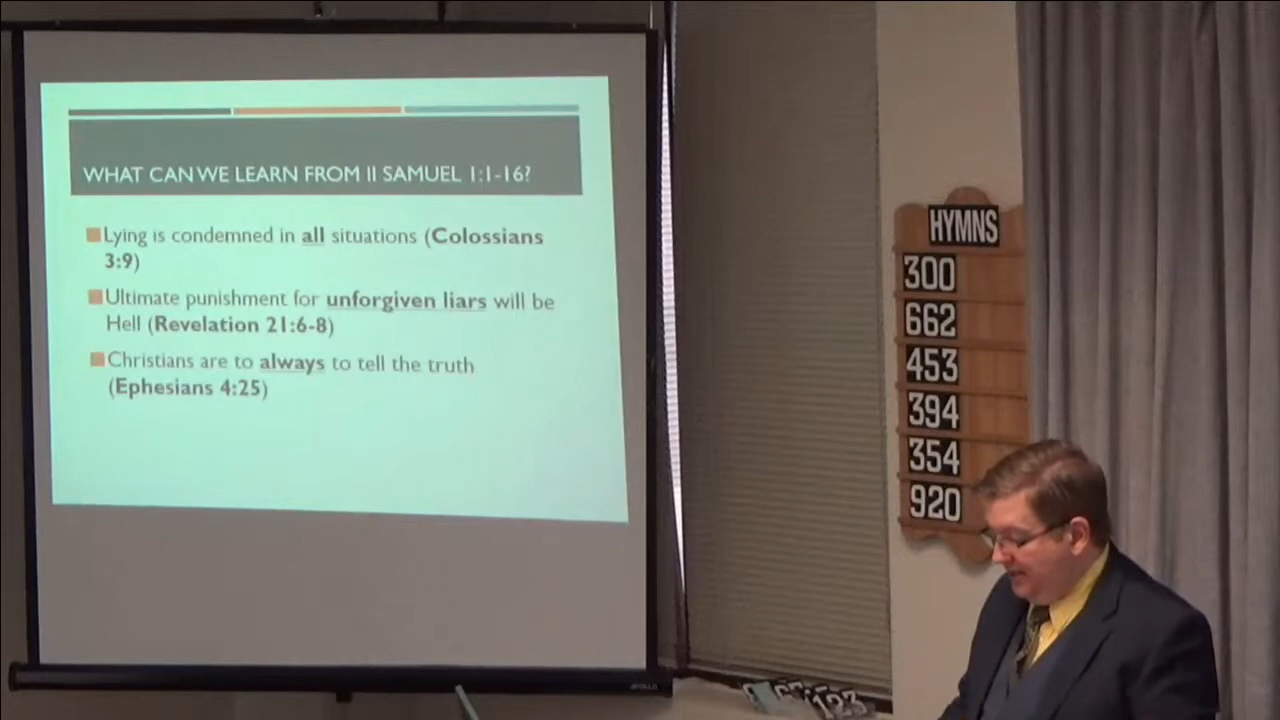 WHAT CAN WE LEARN FROM II SAMUEL 1:1-16?
Lying is condemned in all situations (Colossians
3:9)
Ultimate punishment for unforgiven liars will be
Hell (Revelation 21:6-8)
Christians are to always to tell the truth
(Ephesians 4:25)
HYMNS
300
662
453
394
354
920
APOLLO